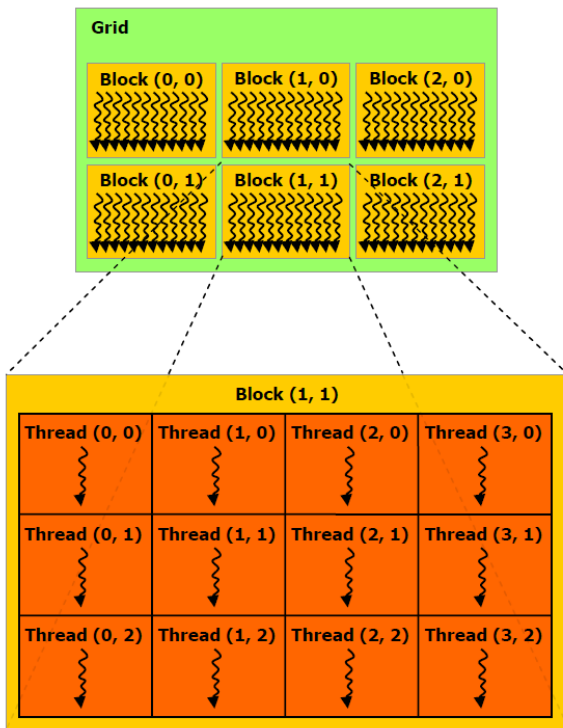 Grid
Block (0, 0) Block (1, 0) Block (2, 0)
Block (0, 1) Block (1, 1) Block (2, 1)
Block (1, 1)
Thread (0, 0) Thread (1, 0) Thread (2, 0) Thread (3, 0)
Thread (0, 1) Thread (1, 1) Thread (2, 1) Thread (3, 1)
Thread (0, 2) Thread (1, 2) Thread (2, 2) Thread (3, 2)